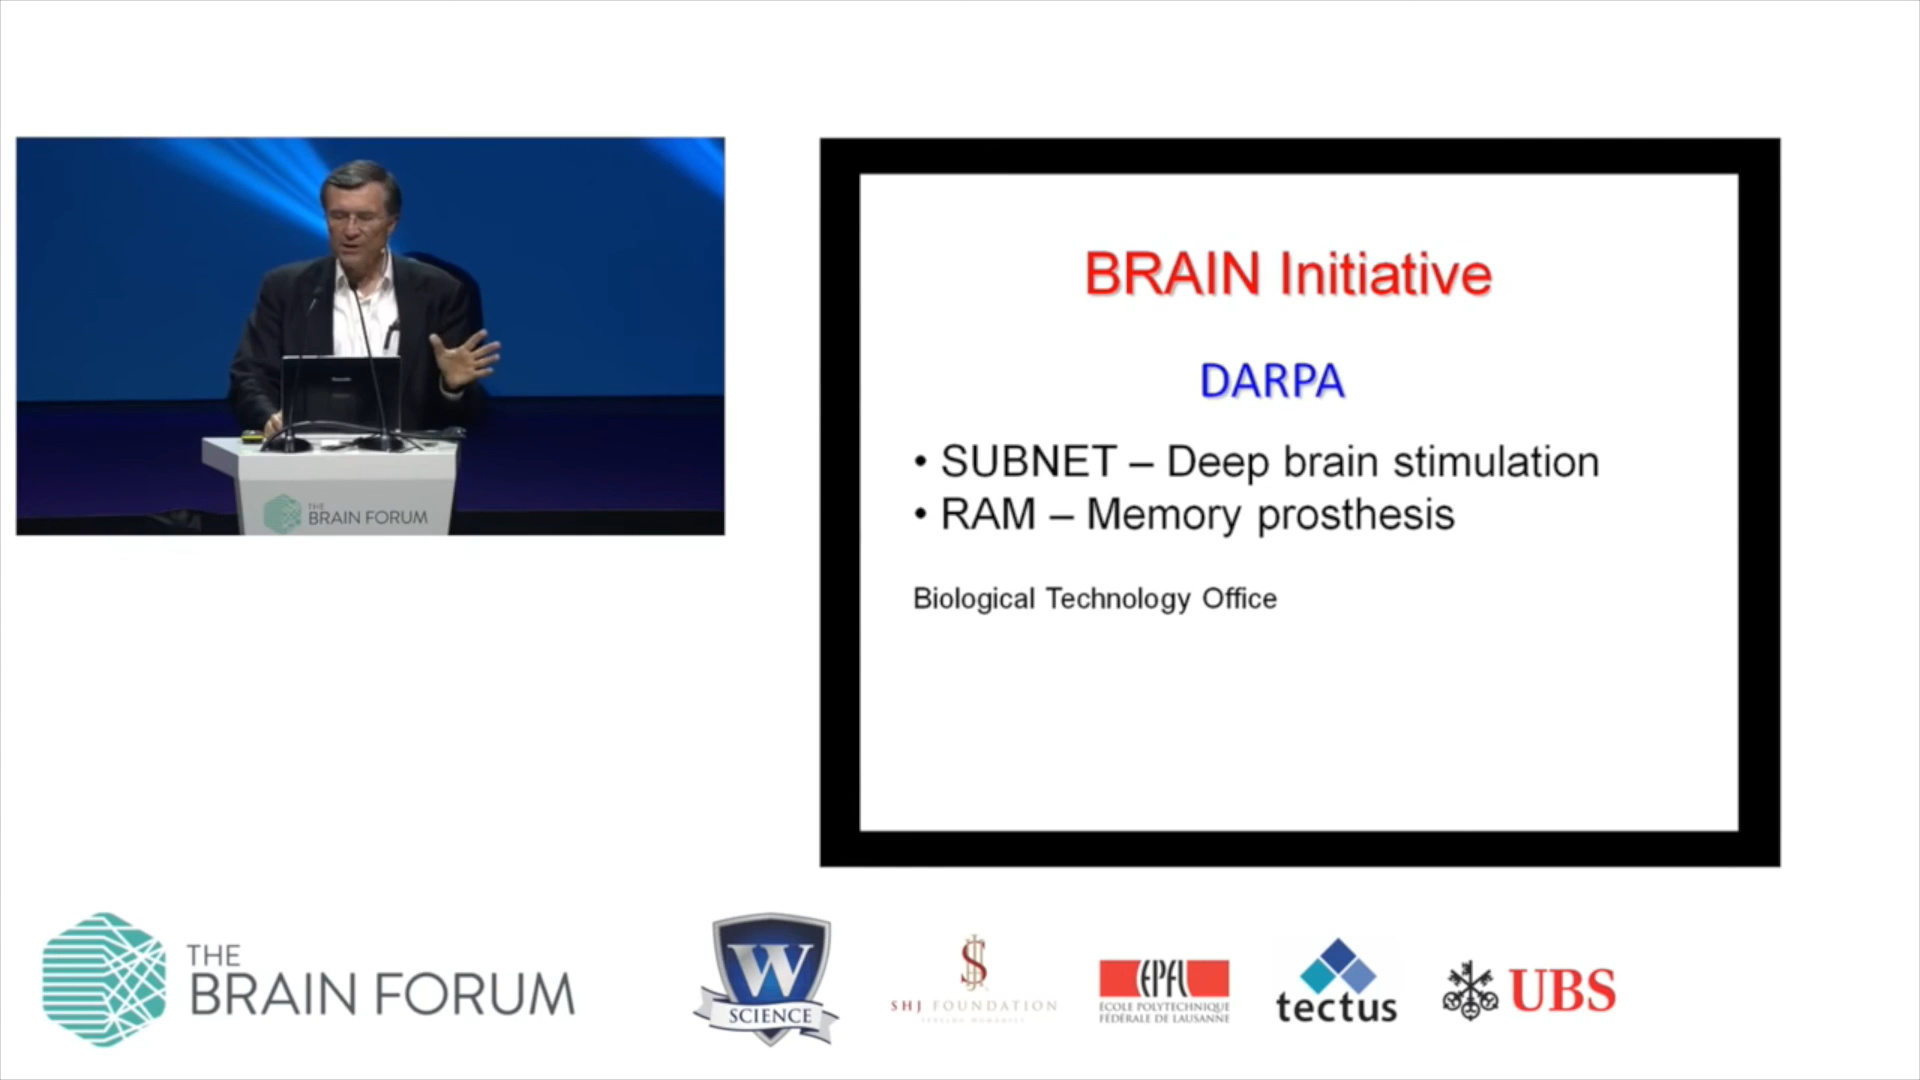 THE
BRAIN FORUM
BRAIN Initiative
DARPA
• SUBNET – Deep brain stimulation
• RAM – Memory prosthesis
Biological Technology Office
THE
BRAIN FORUM
W
SCIENCE
SHJ FOUNDATION
EPFL
ÉCOLE POLYTECHNIQUE
FÉDÉRALE DE LAUSANNE
tectus
UBS